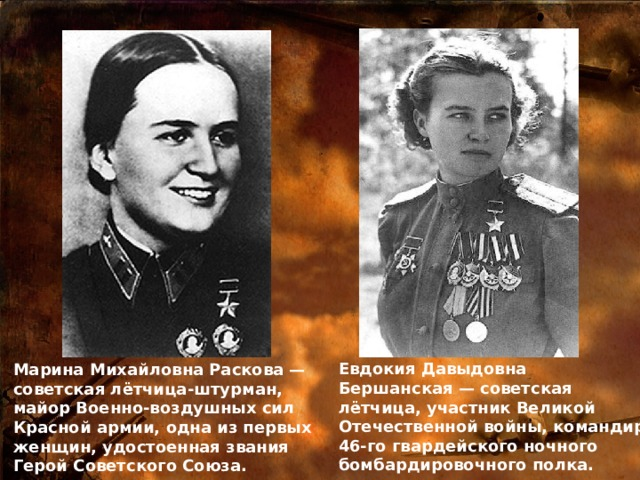 Марина Михайловна Раскова —
советская лётчица-штурман,
майор Военно-воздушных сил
Красной армии, одна из первых
женщин, удостоенная звания
Герой Советского Союза.
Евдокия Давыдовна
Бершанская — советская
лётчица, участник Великой
Отечественной войны, командир
46-го гвардейского ночного
бомбардировочного полка.